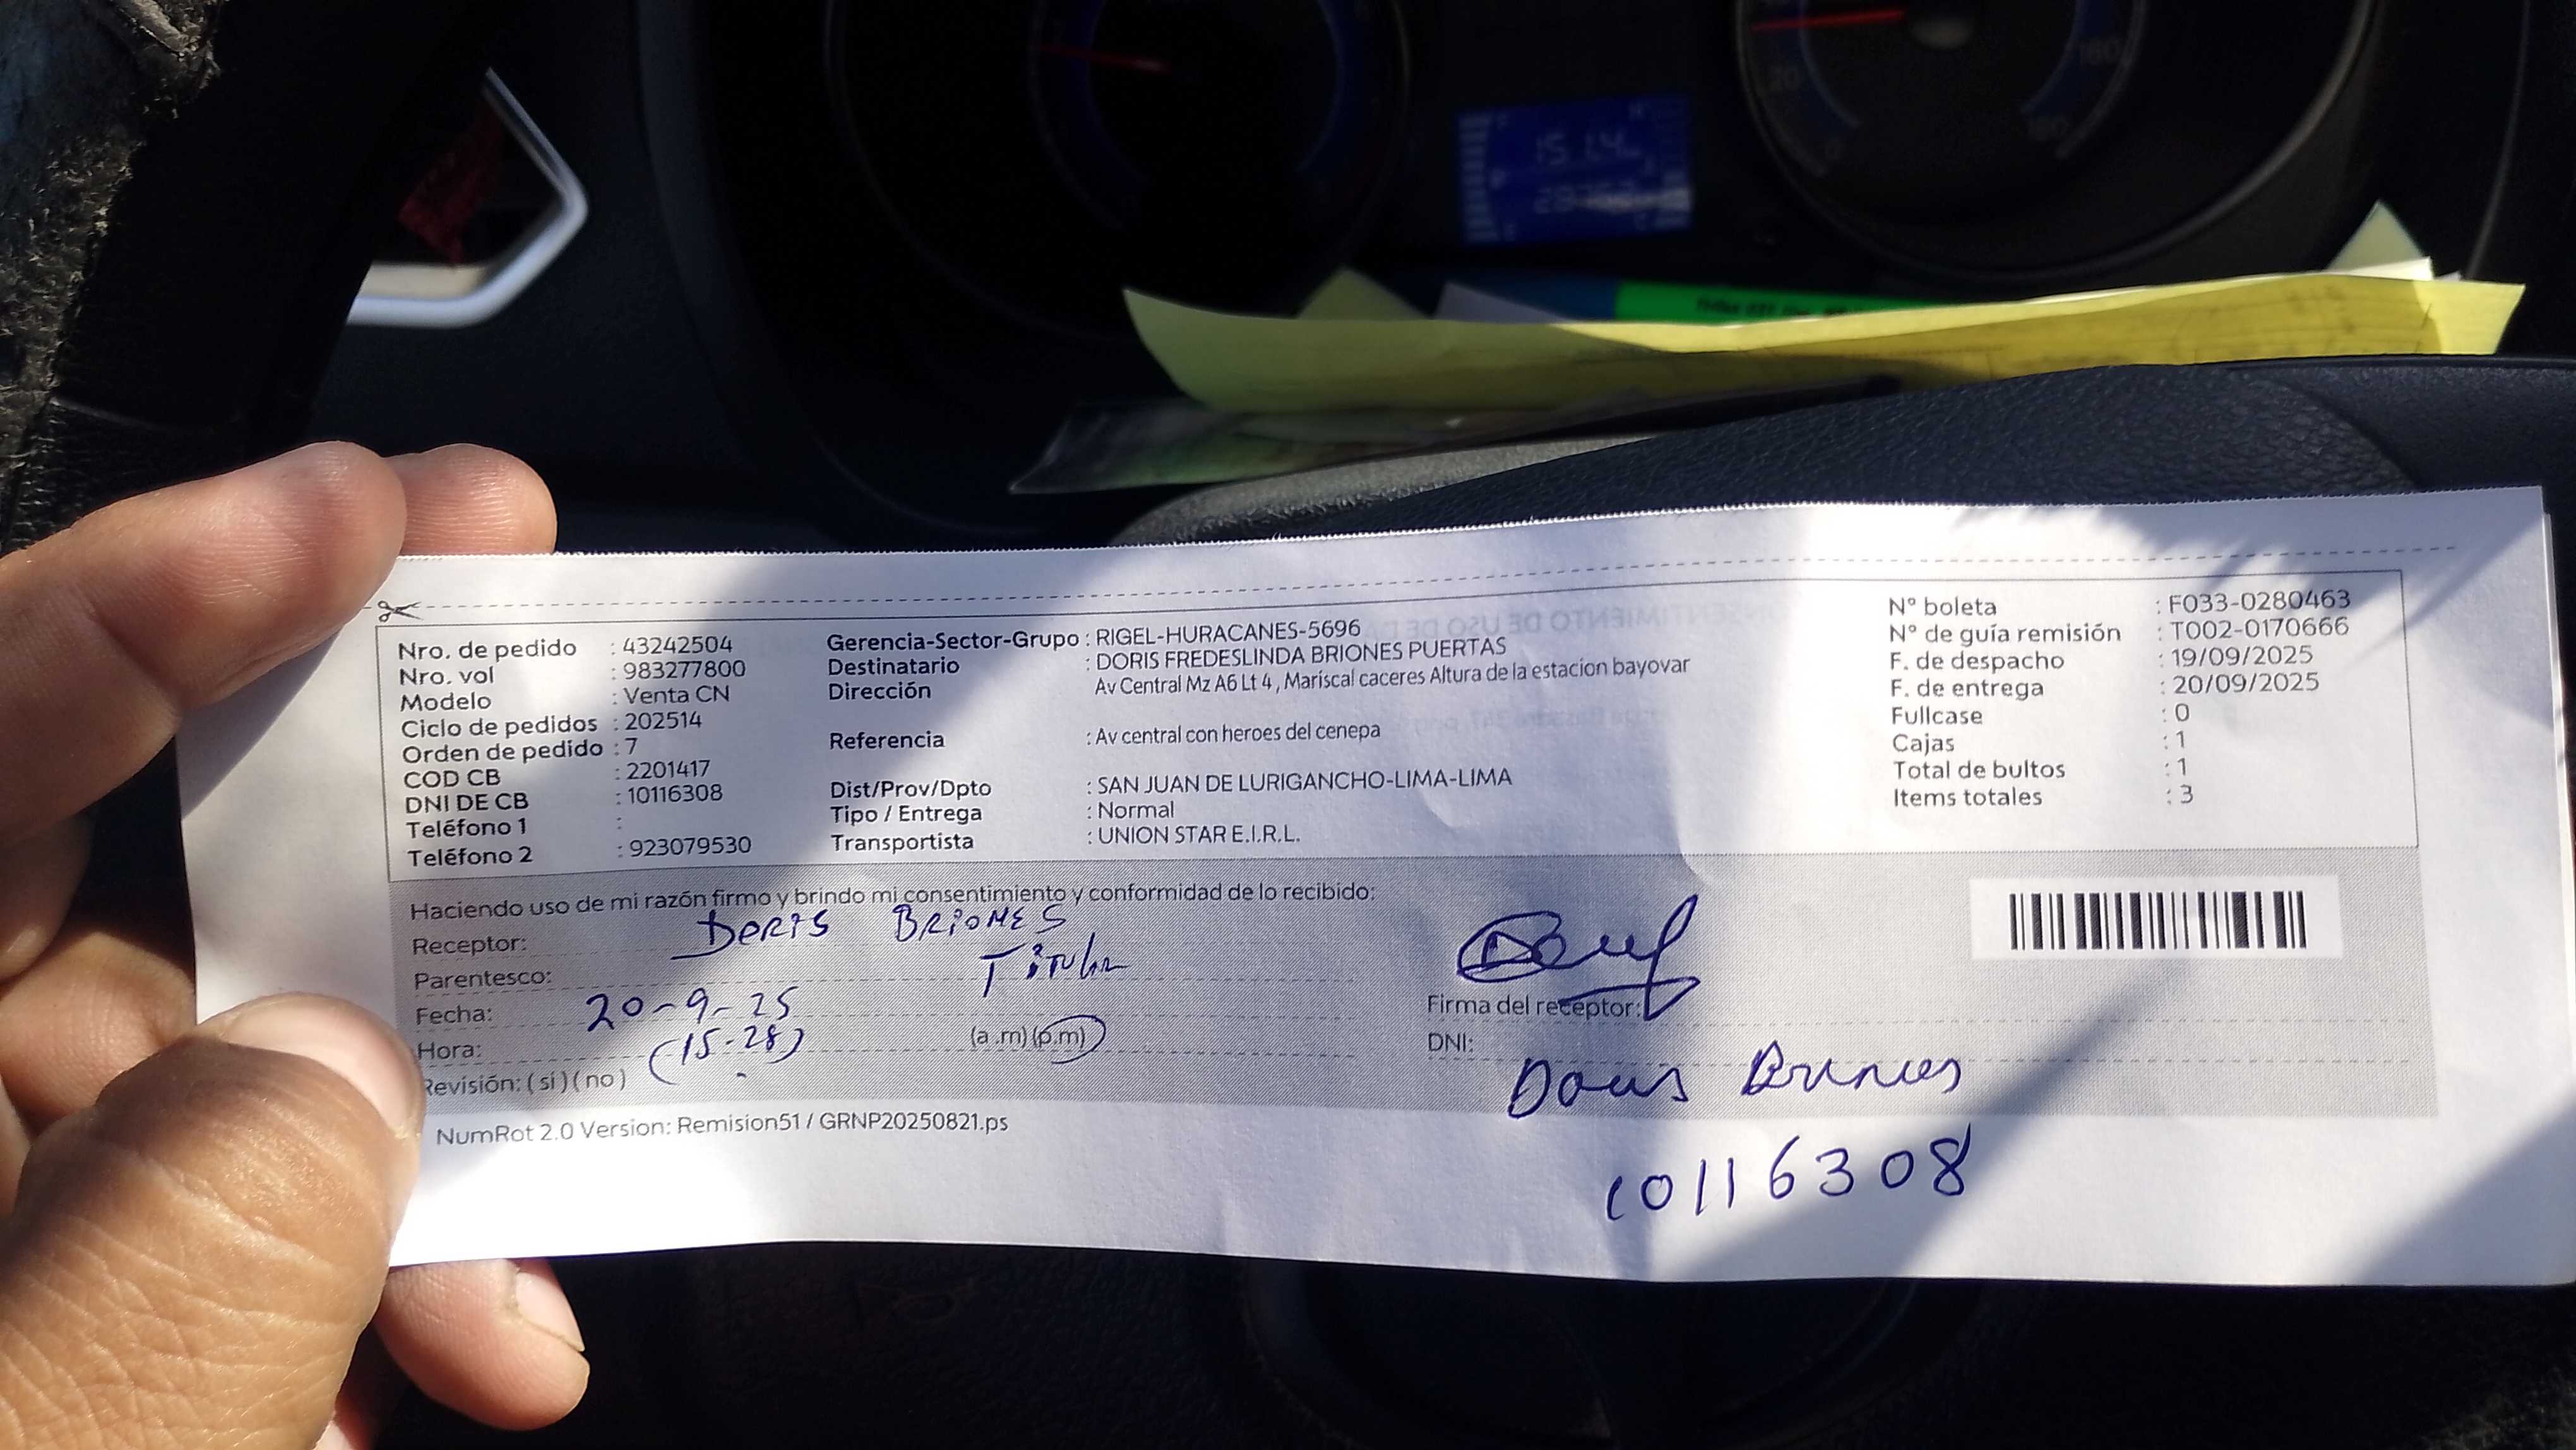 Nro. de pedido : 43242504
Nro. vol : 983277800
Modelo : Venta CN
Ciclo de pedidos : 202514
Orden de pedido : 7
COD CB : 2201417
DNI DE CB : 10116308
Teléfono 1 :
Teléfono 2 : 923079530
Gerencia-Sector-Grupo : RIGEL-HURACANES-5696
Destinatario : DORIS FREDESLINDA BRIONES PUERTAS
Dirección Av Central Mz A6 Lt 4 , Mariscal caceres Altura de la estacion bayovar
Referencia : Av central con heroes del cenepa
Dist/Prov/Dpto : SAN JUAN DE LURIGANCHO-LIMA-LIMA
Tipo / Entrega : Normal
Transportista : UNION STAR E.I.R.L.
N° boleta : F033-0280463
N° de guía remisión : T002-0170666
F. de despacho : 19/09/2025
F. de entrega : 20/09/2025
Fullcase : 0
Cajas : 1
Total de bultos : 1
Items totales : 3
Haciendo uso de mi razón firmo y brindo mi consentimiento y conformidad de lo recibido:
Receptor: DORIS BRIONES
Parentesco: Titular
Fecha: 20-9-25
Hora: (15-28) (a .m) (p.m)
Revisión: ( si ) ( no )
Firma del receptor:
DNI:
Doris Briones
10116308
NumRot 2.0 Version: Remision51 / GRNP20250821.ps